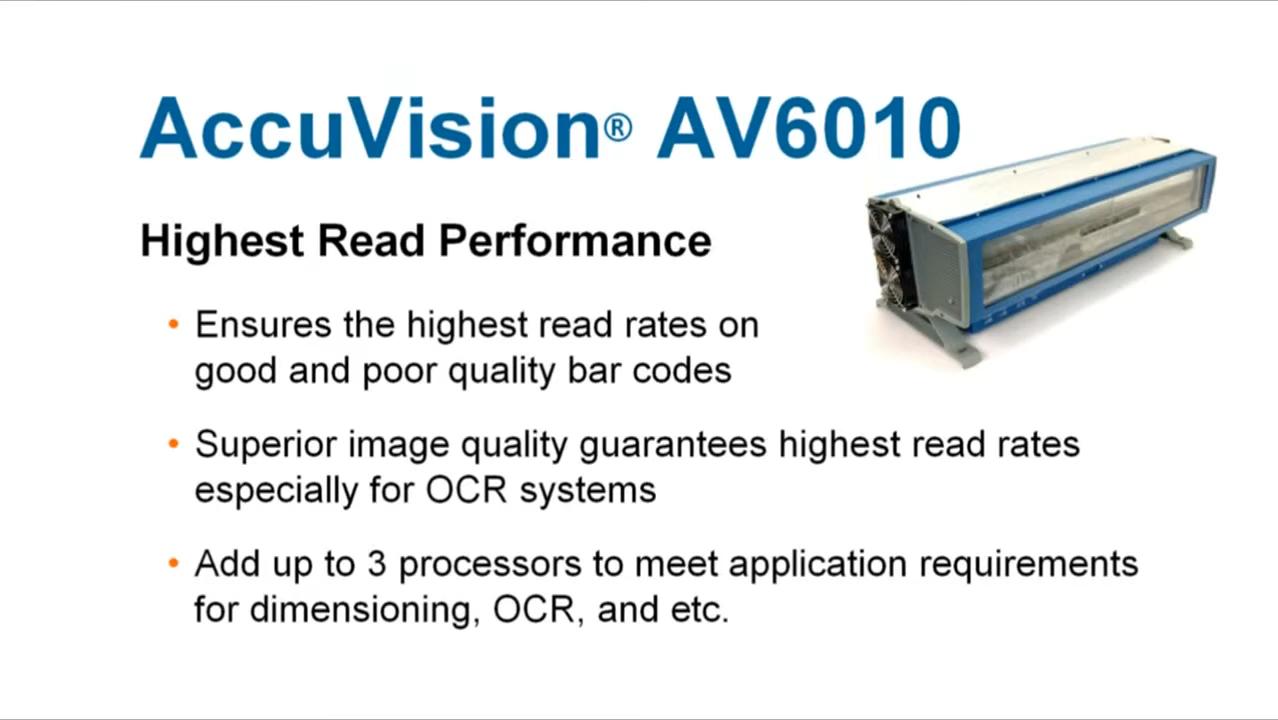 AccuVision® AV6010
Highest Read Performance
• Ensures the highest read rates on
good and poor quality bar codes
• Superior image quality guarantees highest read rates
especially for OCR systems
• Add up to 3 processors to meet application requirements
for dimensioning, OCR, and etc.